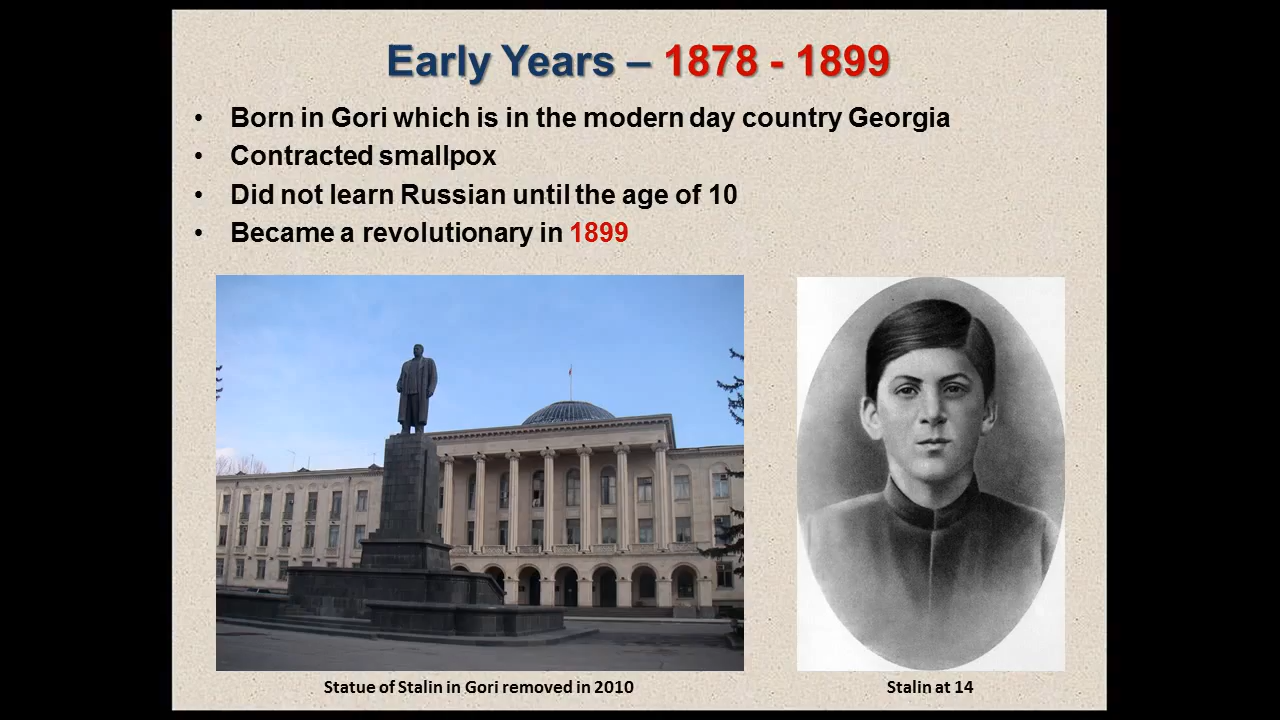 Early Years – 1878 - 1899
• Born in Gori which is in the modern day country Georgia
• Contracted smallpox
• Did not learn Russian until the age of 10
• Became a revolutionary in 1899
Statue of Stalin in Gori removed in 2010
Stalin at 14